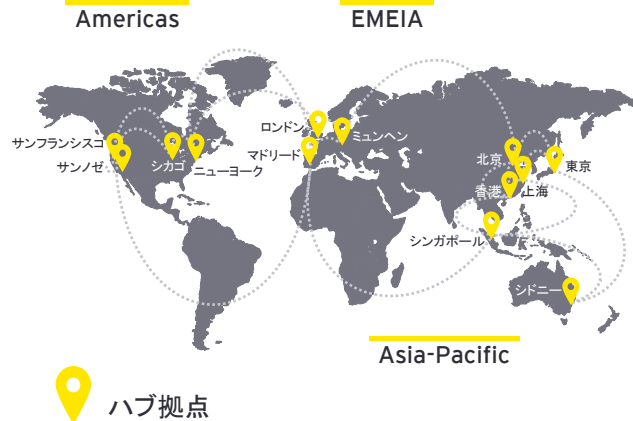 Americas
EMEIA
ロンドン
ミュンヘン
サンフランシスコ
シカゴ
マドリード
北京
東京
サンノゼ
ニューヨーク
香港
上海
シンガポール
シドニー
Asia-Pacific
ハブ拠点